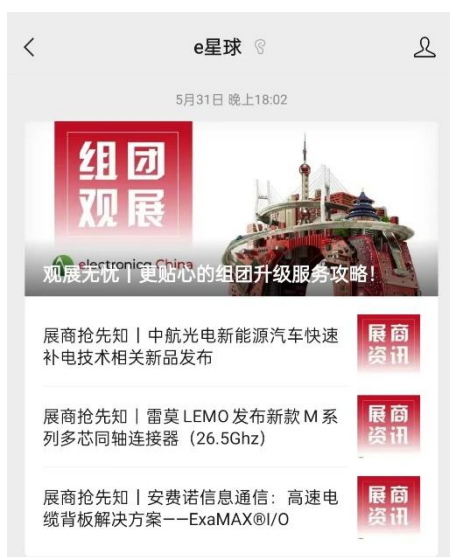 e星球
5月31日 晚上18:02
组团
观展
electronica China
观展无忧丨更贴心的组团升级服务攻略！
展商抢先知丨中航光电新能源汽车快速
补电技术相关新品发布
展商
资讯
展商抢先知丨雷莫 LEMO 发布新款 M 系
列多芯同轴连接器（26.5Ghz）
展商
资讯
展商抢先知丨安费诺信息通信：高速电
缆背板解决方案——ExaMAX®I/O
展商
资讯